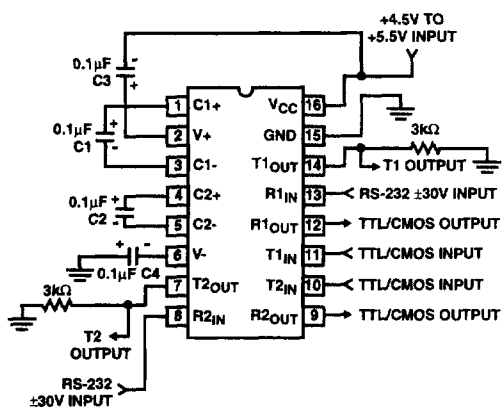 +4.5V TO
+5.5V INPUT
0.1µF
C3
-
+
0.1µF
C1
+
-
1 C1+
2 V+
3 C1-
4 C2+
5 C2-
6 V-
7 T2OUT
8 R2IN
VCC 16
GND 15
T1OUT 14
R1IN 13
R1OUT 12
T1IN 11
T2IN 10
R2OUT 9
3kΩ
T1 OUTPUT
RS-232 ±30V INPUT
TTL/CMOS OUTPUT
TTL/CMOS INPUT
TTL/CMOS INPUT
TTL/CMOS OUTPUT
0.1µF
C2
+
-
+ -
0.1µF C4
3kΩ
T2
OUTPUT
RS-232
±30V INPUT